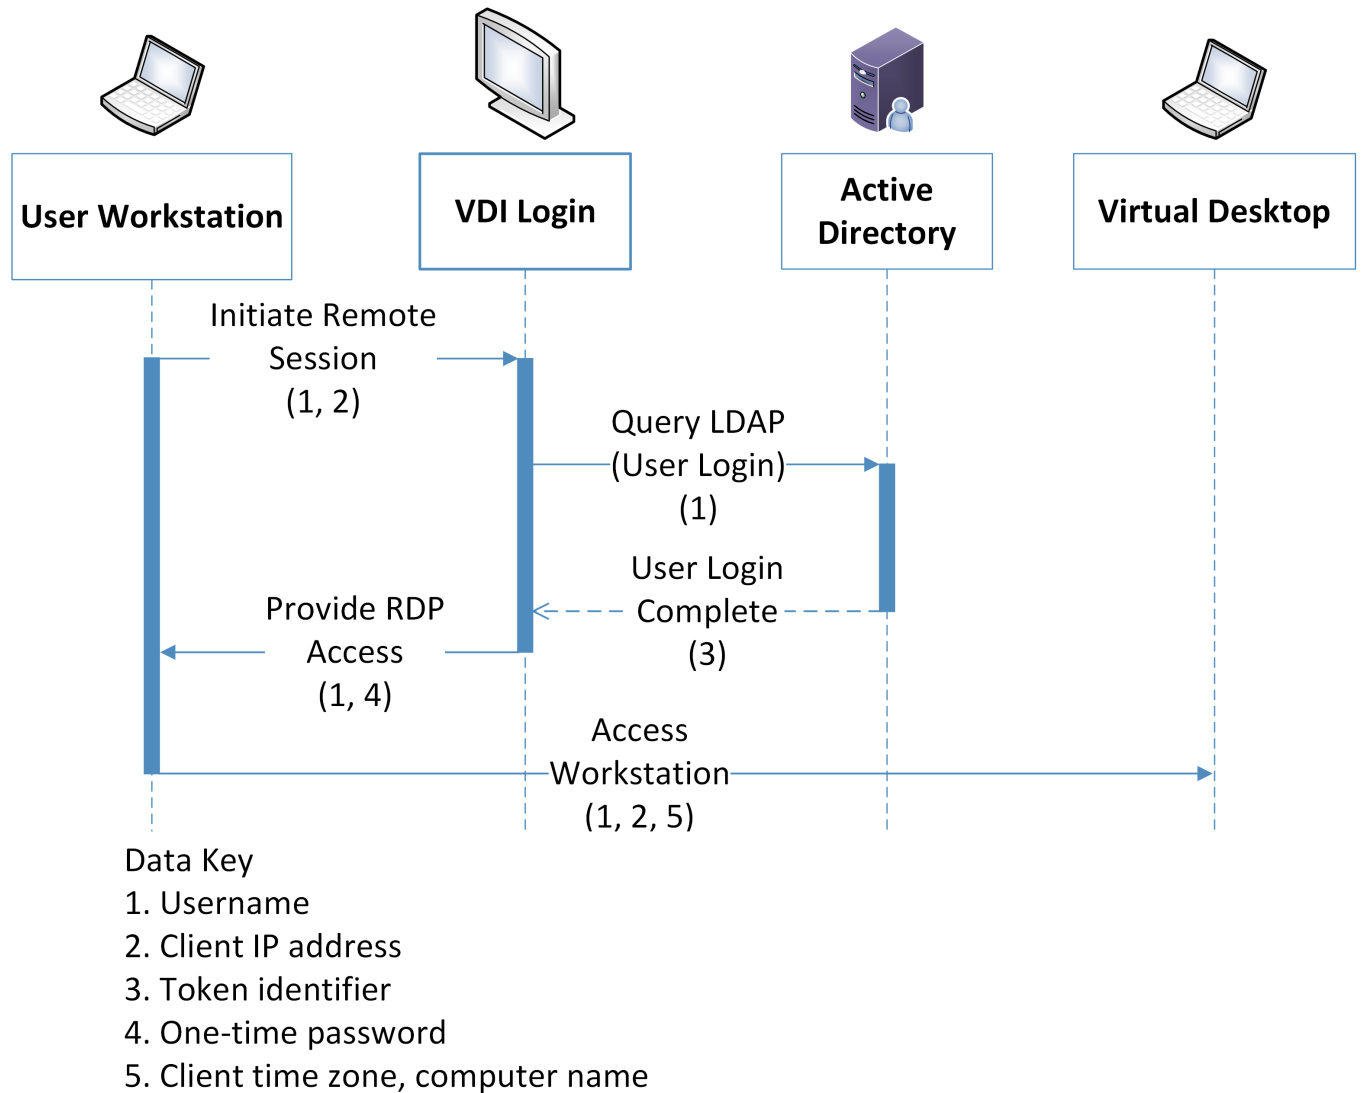 User Workstation
VDI Login
Active
Directory
Virtual Desktop
Initiate Remote
Session
(1, 2)
Query LDAP
(User Login)
(1)
User Login
Complete
(3)
Provide RDP
Access
(1, 4)
Access
Workstation
(1, 2, 5)
Data Key
1. Username
2. Client IP address
3. Token identifier
4. One-time password
5. Client time zone, computer name